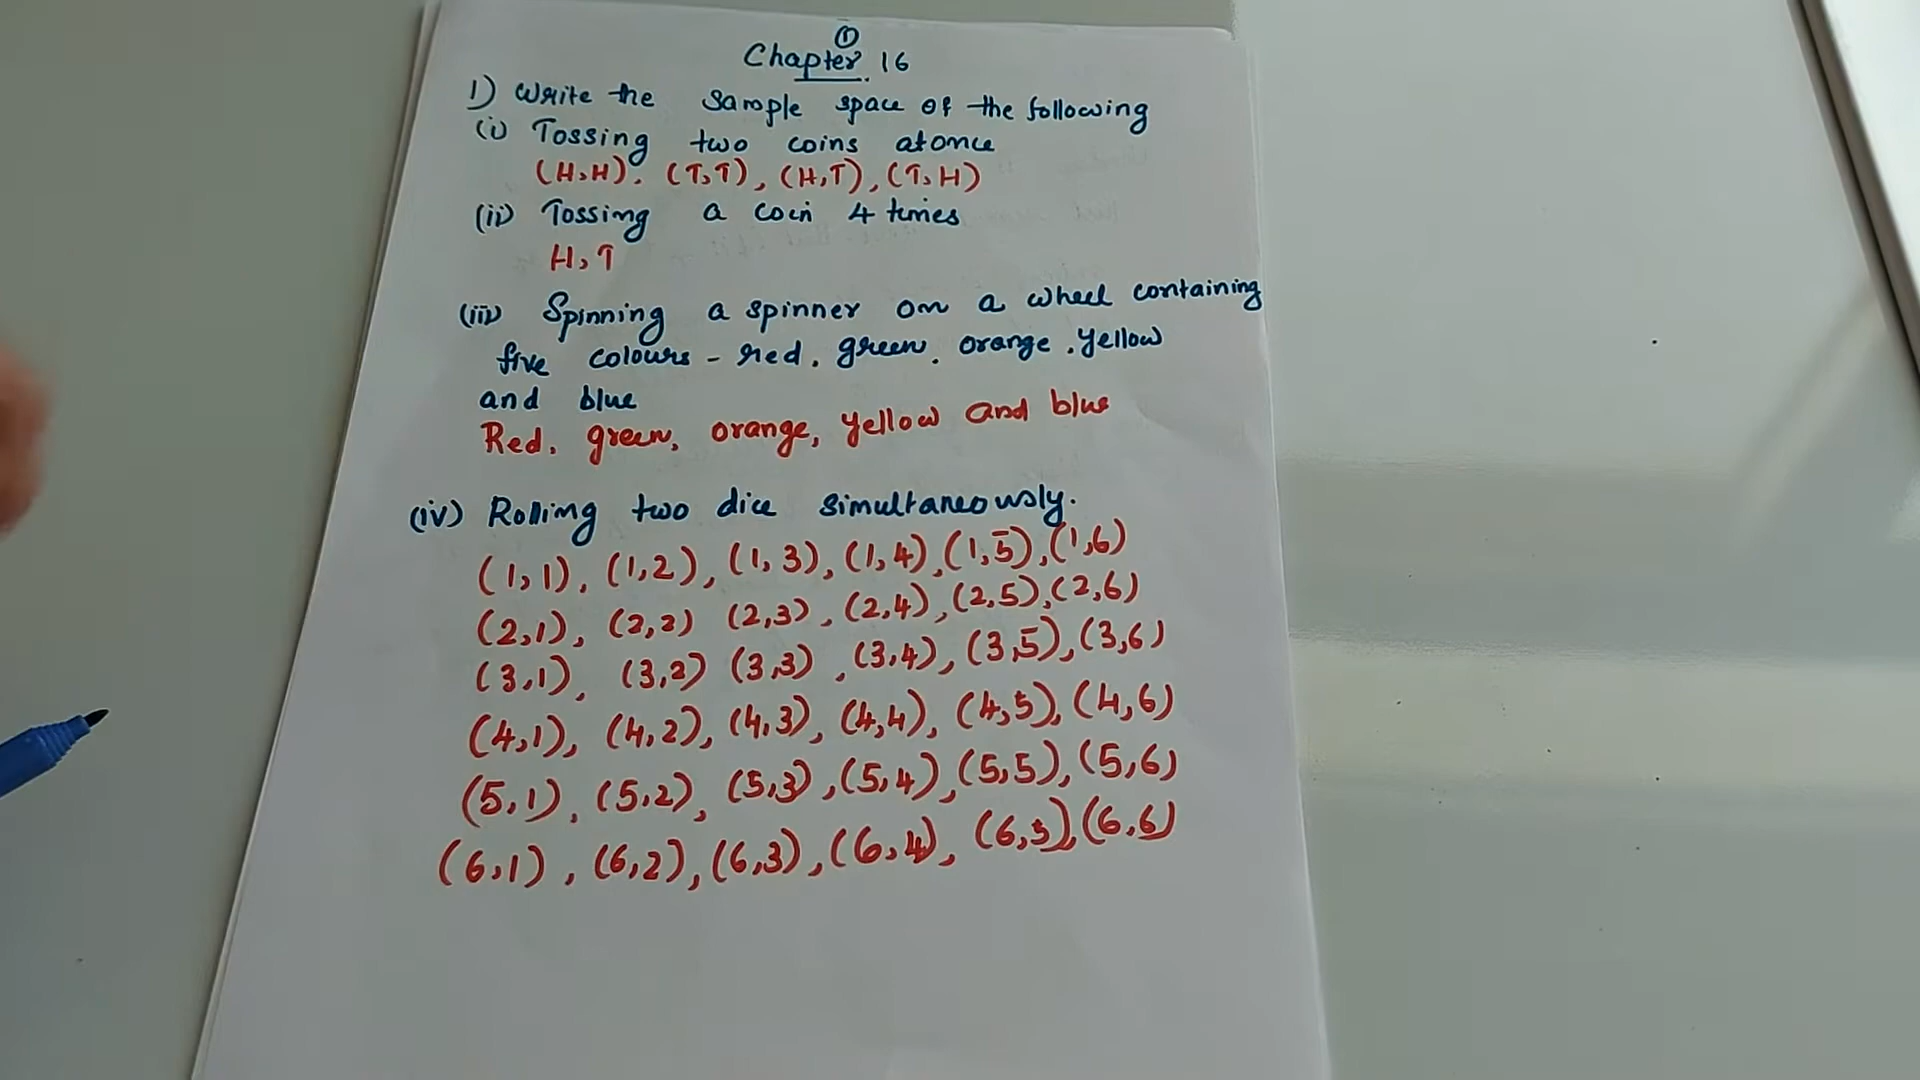 ①
Chapter 16
1) Write the sample space of the following
(i) Tossing two coins at once
(H,H). (T,T), (H,T), (T,H)
(ii) Tossing a coin 4 times
H,T
(iii) Spinning a spinner on a wheel containing
five colours - red. green. orange. yellow
and blue
Red. green, orange, yellow and blue
(iv) Rolling two dice simultaneously.
(1,1), (1,2), (1,3), (1,4), (1,5), (1,6)
(2,1), (2,2) (2,3), (2,4), (2,5), (2,6)
(3,1), (3,2) (3,3), (3,4), (3,5), (3,6)
(4,1), (4,2), (4,3), (4,4), (4,5), (4,6)
(5,1), (5,2), (5,3), (5,4), (5,5), (5,6)
(6,1), (6,2), (6,3), (6,4), (6,5), (6,6)